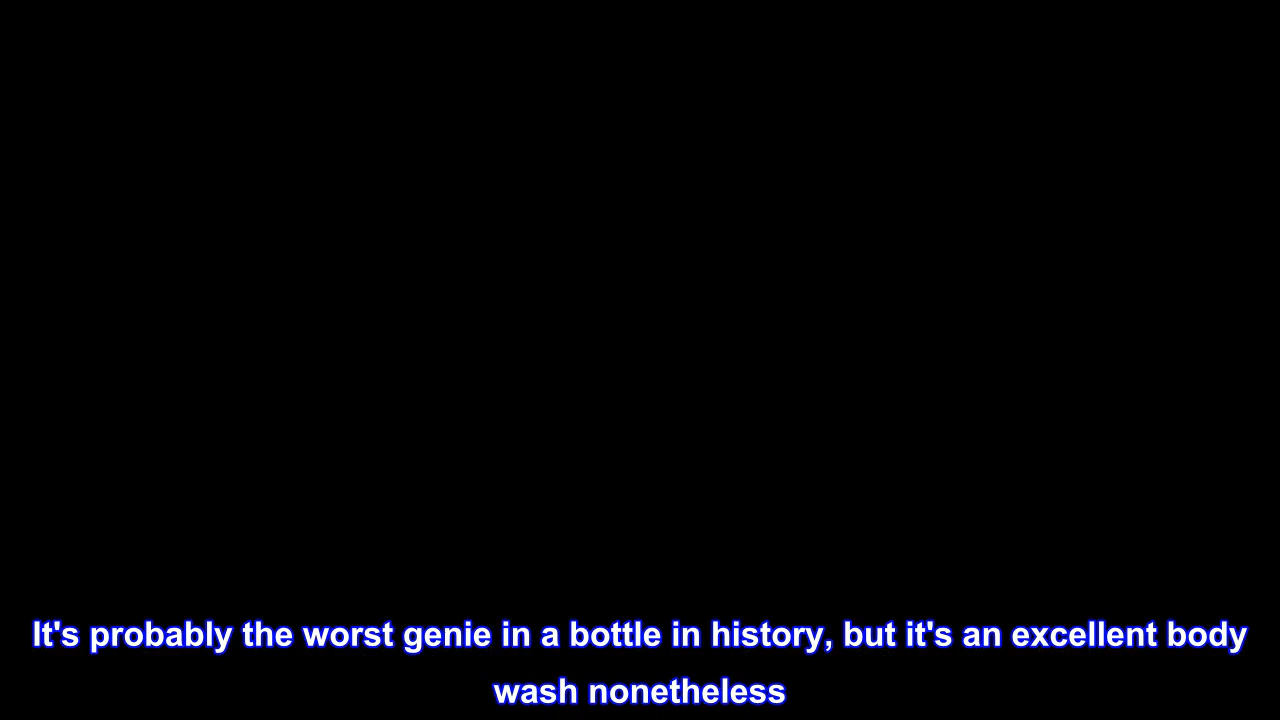 It's probably the worst genie in a bottle in history, but it's an excellent body
wash nonetheless